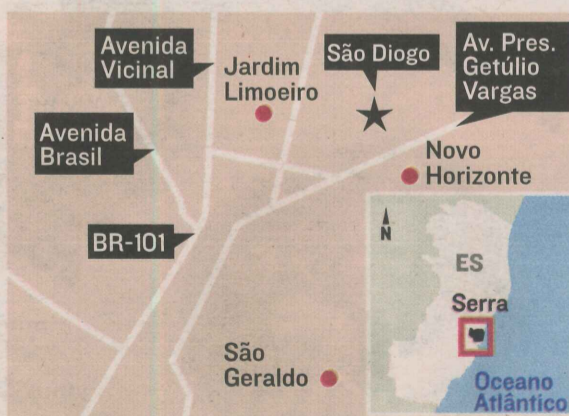 Avenida
Vicinal
Jardim
Limoeiro
São Diogo
Av. Pres.
Getúlio
Vargas
Avenida
Brasil
Novo
Horizonte
BR-101
N
ES
Serra
São
Geraldo
Oceano
Atlântico